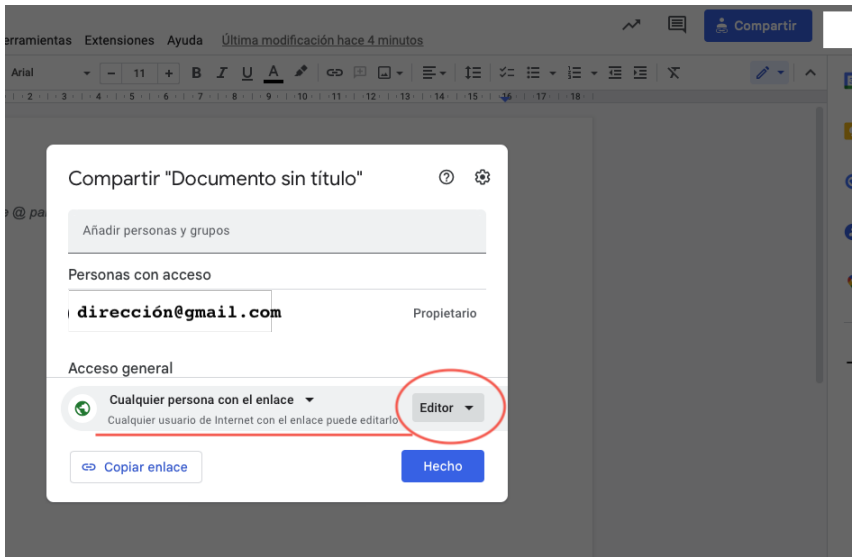 erramientas Extensiones Ayuda Última modificación hace 4 minutos
Compartir
Arial 11 B I U A
2 3 4 5 6 7 8 9 10 11 12 13 14 15 16 17 18
e @ pa
Compartir "Documento sin título"
Añadir personas y grupos
Personas con acceso
dirección@gmail.com Propietario
Acceso general
Cualquier persona con el enlace
Cualquier usuario de Internet con el enlace puede editarlo
Editor
Copiar enlace Hecho